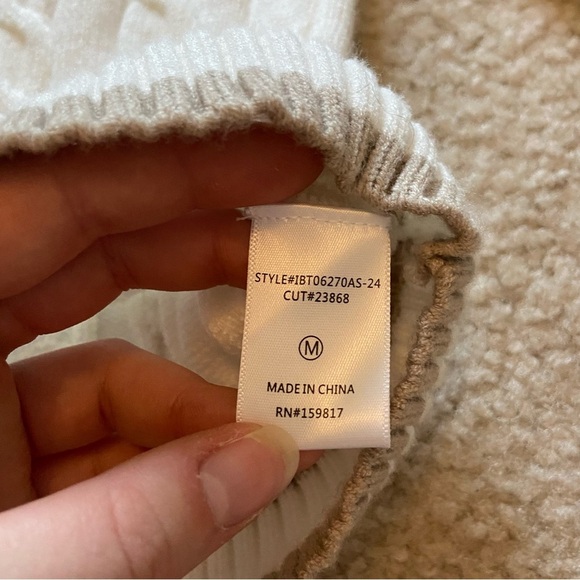 STYLE#IBT06270AS-24
CUT#23868
M
MADE IN CHINA
RN#159817